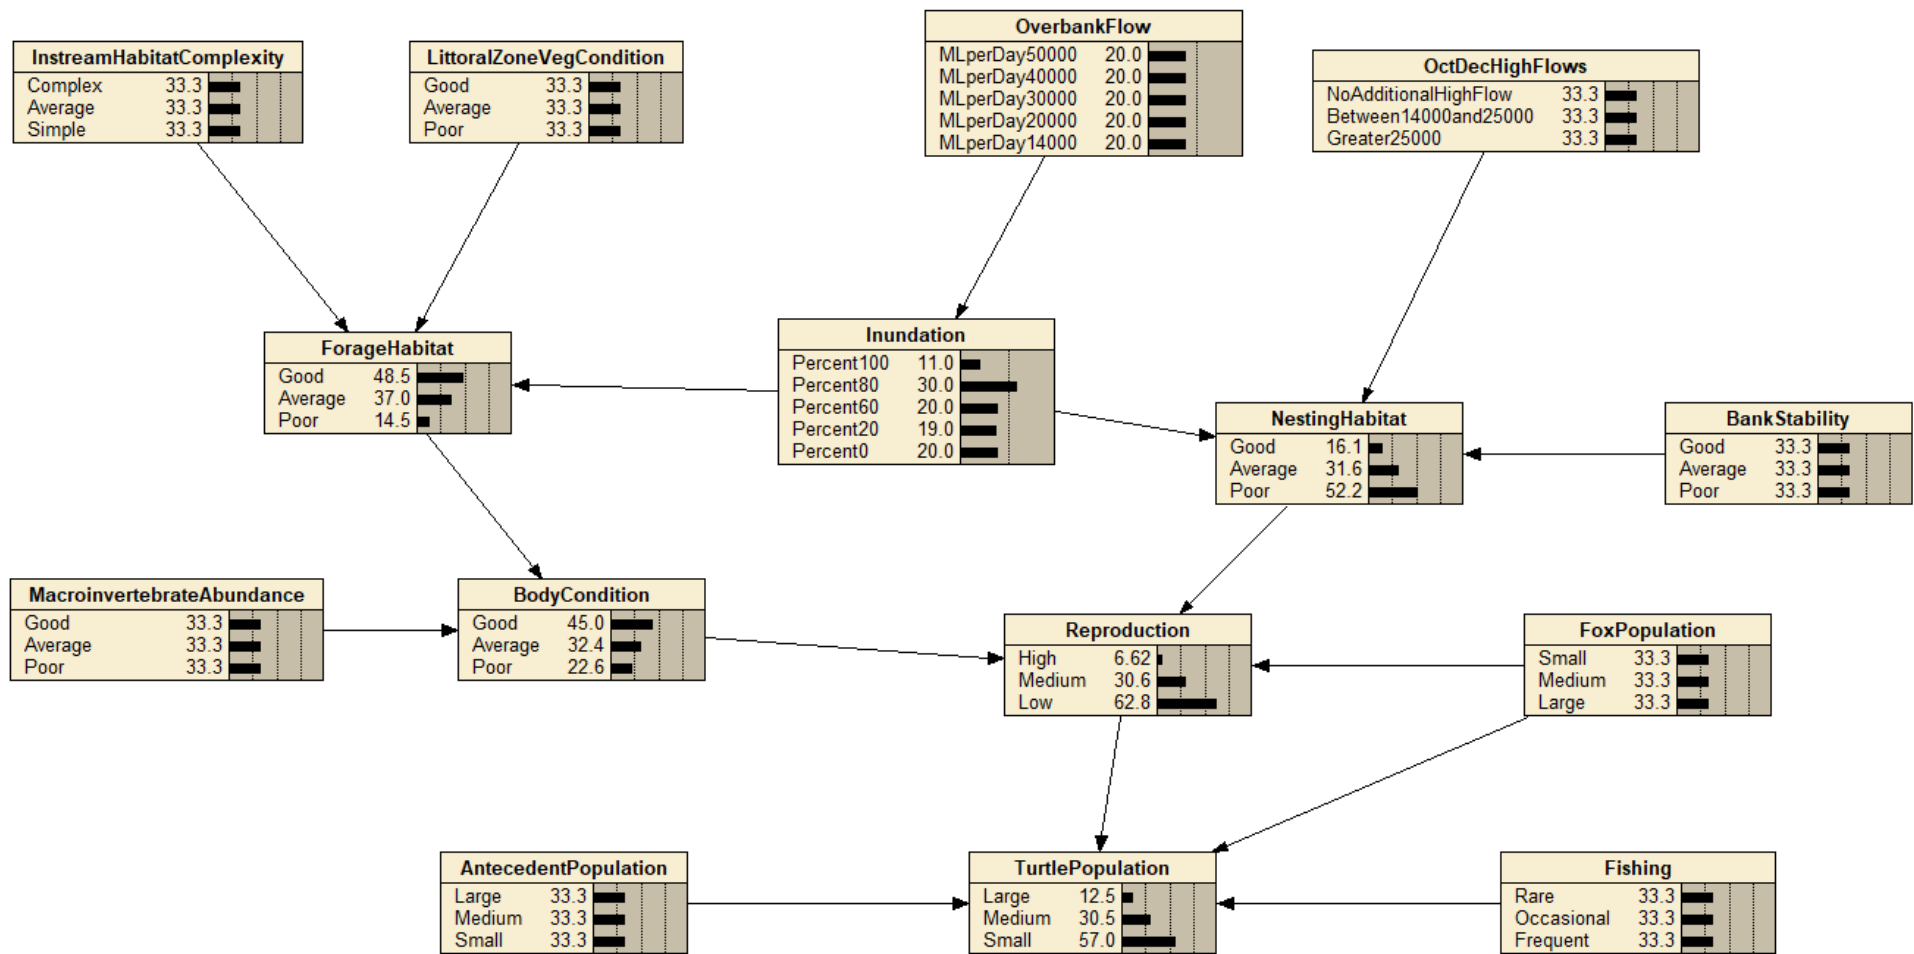 InstreamHabitatComplexity
Complex 33.3
Average 33.3
Simple 33.3
LittoralZoneVegCondition
Good 33.3
Average 33.3
Poor 33.3
OverbankFlow
MLperDay50000 20.0
MLperDay40000 20.0
MLperDay30000 20.0
MLperDay20000 20.0
MLperDay14000 20.0
OctDecHighFlows
NoAdditionalHighFlow 33.3
Between14000and25000 33.3
Greater25000 33.3
ForageHabitat
Good 48.5
Average 37.0
Poor 14.5
Inundation
Percent100 11.0
Percent80 30.0
Percent60 20.0
Percent20 19.0
Percent0 20.0
NestingHabitat
Good 16.1
Average 31.6
Poor 52.2
BankStability
Good 33.3
Average 33.3
Poor 33.3
MacroinvertebrateAbundance
Good 33.3
Average 33.3
Poor 33.3
BodyCondition
Good 45.0
Average 32.4
Poor 22.6
Reproduction
High 6.62
Medium 30.6
Low 62.8
FoxPopulation
Small 33.3
Medium 33.3
Large 33.3
AntecedentPopulation
Large 33.3
Medium 33.3
Small 33.3
TurtlePopulation
Large 12.5
Medium 30.5
Small 57.0
Fishing
Rare 33.3
Occasional 33.3
Frequent 33.3